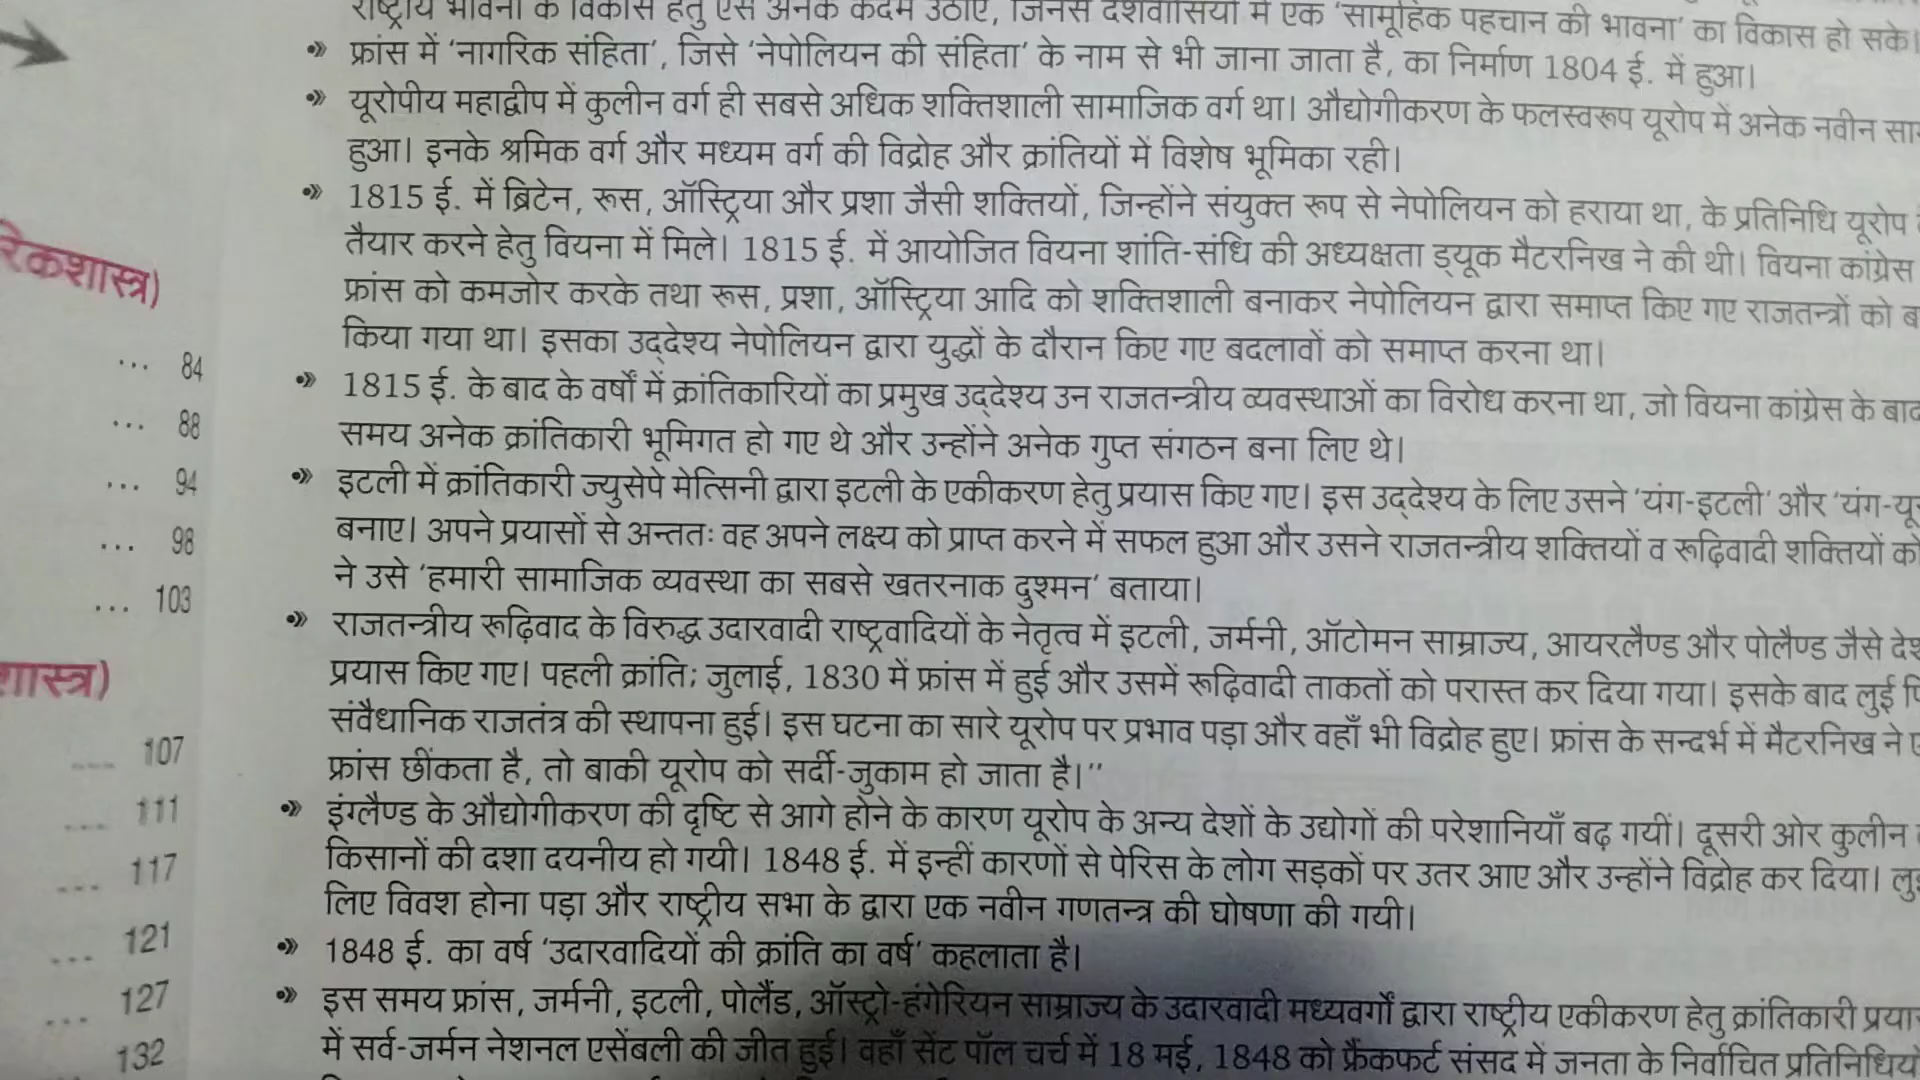 राष्ट्रीय भावना के विकास हेतु ऐसे अनेक कदम उठाए, जिनसे देशवासियों में एक 'सामूहिक पहचान की भावना' का विकास हो सके।
फ्रांस में 'नागरिक संहिता', जिसे 'नेपोलियन की संहिता' के नाम से भी जाना जाता है, का निर्माण 1804 ई. में हुआ।
यूरोपीय महाद्वीप में कुलीन वर्ग ही सबसे अधिक शक्तिशाली सामाजिक वर्ग था। औद्योगीकरण के फलस्वरूप यूरोप में अनेक नवीन
हुआ। इनके श्रमिक वर्ग और मध्यम वर्ग की विद्रोह और क्रांतियों में विशेष भूमिका रही।
1815 ई. में ब्रिटेन, रूस, ऑस्ट्रिया और प्रशा जैसी शक्तियों, जिन्होंने संयुक्त रूप से नेपोलियन को हराया था, के प्रतिनिधि यूरोप
तैयार करने हेतु वियना में मिले। 1815 ई. में आयोजित वियना शांति-संधि की अध्यक्षता ड्यूक मैटरनिख ने की थी। वियना कांग्रेस
फ्रांस को कमजोर करके तथा रूस, प्रशा, ऑस्ट्रिया आदि को शक्तिशाली बनाकर नेपोलियन द्वारा समाप्त किए गए राजतन्त्रों को
किया गया था। इसका उद्देश्य नेपोलियन द्वारा युद्धों के दौरान किए गए बदलावों को समाप्त करना था।
1815 ई. के बाद के वर्षों में क्रांतिकारियों का प्रमुख उद्देश्य उन राजतन्त्रीय व्यवस्थाओं का विरोध करना था, जो वियना कांग्रेस के बाद
समय अनेक क्रांतिकारी भूमिगत हो गए थे और उन्होंने अनेक गुप्त संगठन बना लिए थे।
इटली में क्रांतिकारी ज्युसेपे मेत्सिनी द्वारा इटली के एकीकरण हेतु प्रयास किए गए। इस उद्देश्य के लिए उसने 'यंग-इटली' और
बनाए। अपने प्रयासों से अन्ततः वह अपने लक्ष्य को प्राप्त करने में सफल हुआ और उसने राजतन्त्रीय शक्तियों व रूढ़िवादी शक्तियों को
ने उसे 'हमारी सामाजिक व्यवस्था का सबसे खतरनाक दुश्मन' बताया।
राजतन्त्रीय रूढ़िवाद के विरुद्ध उदारवादी राष्ट्रवादियों के नेतृत्व में इटली, जर्मनी, ऑटोमन साम्राज्य, आयरलैण्ड और पोलैण्ड जैसे
प्रयास किए गए। पहली क्रांति; जुलाई, 1830 में फ्रांस में हुई और उसमें रूढ़िवादी ताकतों को परास्त कर दिया गया। इसके बाद लुई
संवैधानिक राजतंत्र की स्थापना हुई। इस घटना का सारे यूरोप पर प्रभाव पड़ा और वहाँ भी विद्रोह हुए। फ्रांस के सन्दर्भ में मैटरनिख ने
फ्रांस छींकता है, तो बाकी यूरोप को सर्दी-जुकाम हो जाता है।"
इंग्लैण्ड के औद्योगीकरण की दृष्टि से आगे होने के कारण यूरोप के अन्य देशों के उद्योगों की परेशानियाँ बढ़ गयीं। दूसरी ओर कुलीन
किसानों की दशा दयनीय हो गयी। 1848 ई. में इन्हीं कारणों से पेरिस के लोग सड़कों पर उतर आए और उन्होंने विद्रोह कर दिया।
लिए विवश होना पड़ा और राष्ट्रीय सभा के द्वारा एक नवीन गणतन्त्र की घोषणा की गयी।
1848 ई. का वर्ष 'उदारवादियों की क्रांति का वर्ष' कहलाता है।
इस समय फ्रांस, जर्मनी, इटली, पोलैंड, ऑस्ट्रो-हंगेरियन साम्राज्य के उदारवादी मध्यवर्गों द्वारा राष्ट्रीय एकीकरण हेतु क्रांतिकारी
में सर्व-जर्मन नेशनल एसेंबली की जीत हुई। वहाँ सेंट पॉल चर्च में 18 मई, 1848 को फ्रैंकफर्ट संसद में जनता के निर्वाचित
... 84
... 88
... 94
... 98
... 103
... 107
... 111
... 117
... 121
... 127
132